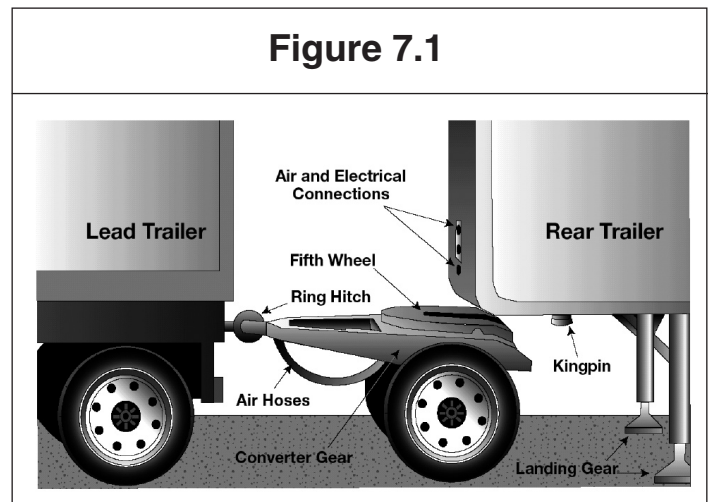 Figure 7.1
Air and Electrical
Connections
Lead Trailer
Rear Trailer
Fifth Wheel
Ring Hitch
Kingpin
Air Hoses
Converter Gear
Landing Gear